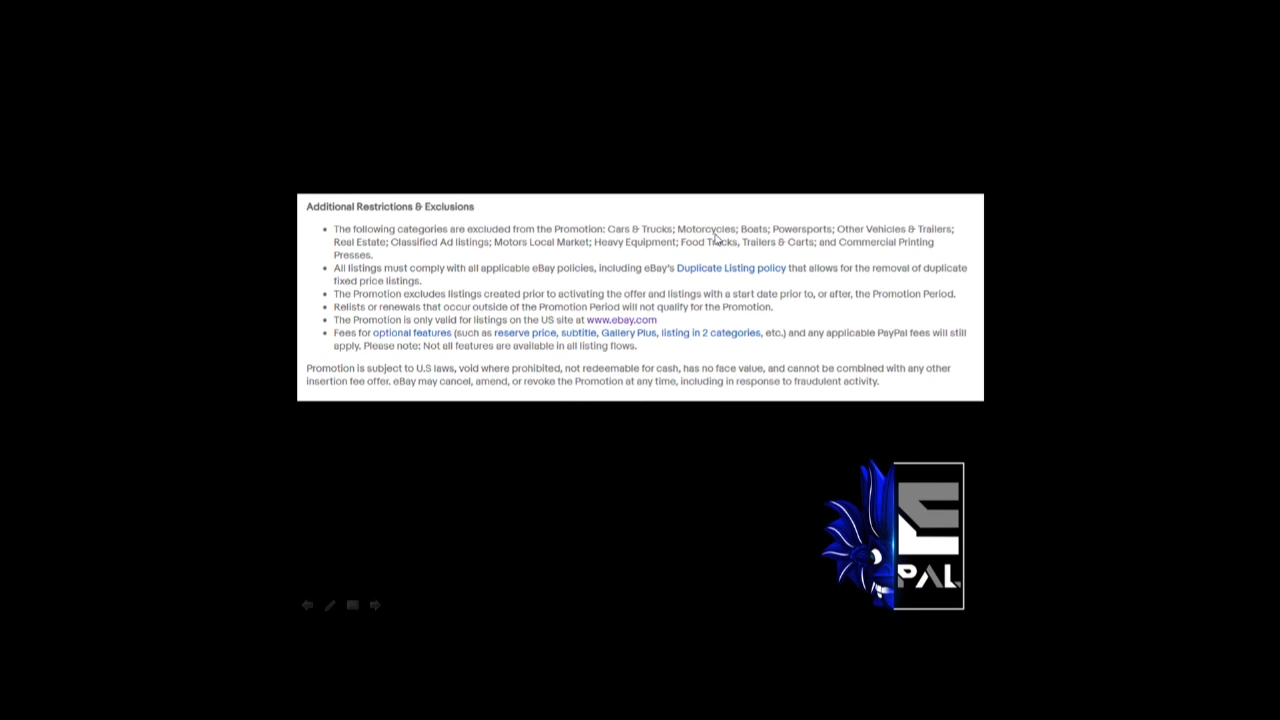 Additional Restrictions & Exclusions
• The following categories are excluded from the Promotion: Cars & Trucks; Motorcycles; Boats; Powersports; Other Vehicles & Trailers;
Real Estate; Classified Ad listings; Motors Local Market; Heavy Equipment; Food Trucks, Trailers & Carts; and Commercial Printing
Presses.
• All listings must comply with all applicable eBay policies, including eBay's Duplicate Listing policy that allows for the removal of duplicate
fixed price listings.
• The Promotion excludes listings created prior to activating the offer and listings with a start date prior to, or after, the Promotion Period.
• Relists or renewals that occur outside of the Promotion Period will not qualify for the Promotion.
• The Promotion is only valid for listings on the US site at www.ebay.com
• Fees for optional features (such as reserve price, subtitle, Gallery Plus, listing in 2 categories, etc.) and any applicable PayPal fees will still
apply. Please note: Not all features are available in all listing flows.
Promotion is subject to U.S laws, void where prohibited, not redeemable for cash, has no face value, and cannot be combined with any other
insertion fee offer. eBay may cancel, amend, or revoke the Promotion at any time, including in response to fraudulent activity.
E
PAL